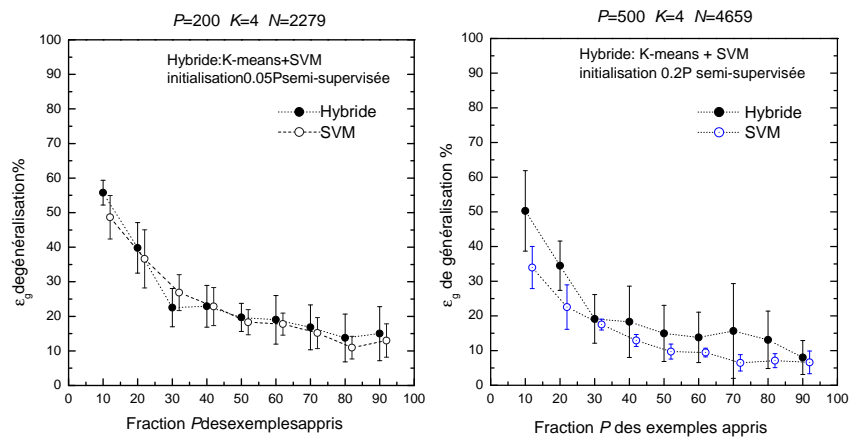 P=200 K=4 N=2279
Hybride:K-means+SVM
initialisation0.05Psemi-supervisée
Hybride
SVM
εg degénéralisation%
100
90
80
70
60
50
40
30
20
10
0
0 10 20 30 40 50 60 70 80 90 100
Fraction Pdesexemplesappris
P=500 K=4 N=4659
Hybride: K-means + SVM
initialisation 0.2P semi-supervisée
Hybride
SVM
εg de généralisation %
100
90
80
70
60
50
40
30
20
10
0
0 10 20 30 40 50 60 70 80 90 100
Fraction P des exemples appris